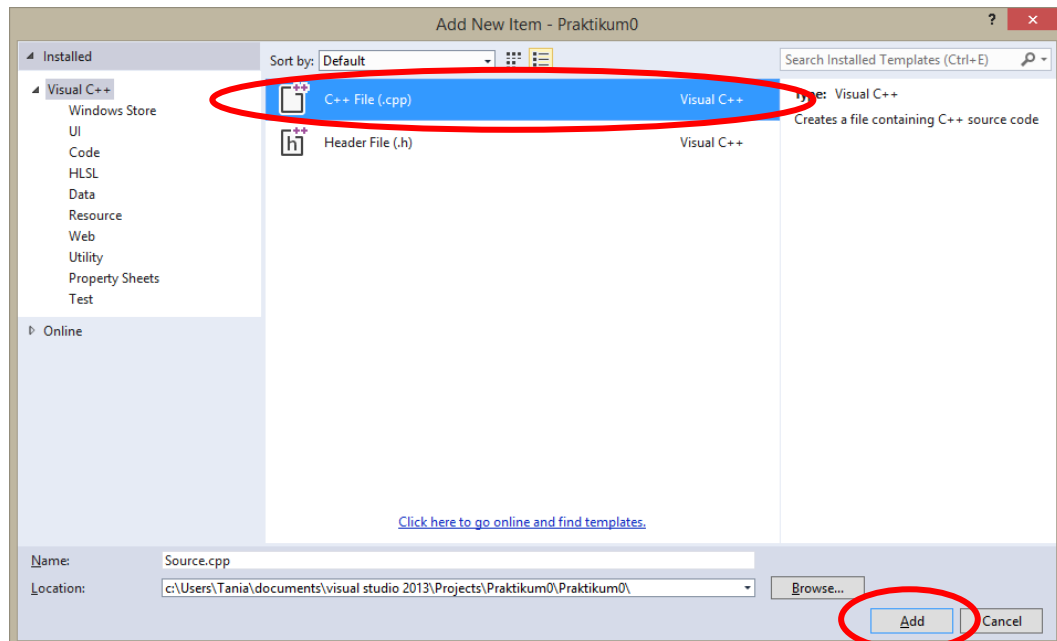 Add New Item - Praktikum0
? ×
Installed
Sort by: Default
Search Installed Templates (Ctrl+E)
Visual C++
Windows Store
UI
Code
HLSL
Data
Resource
Web
Utility
Property Sheets
Test
Online
C++ File (.cpp) Visual C++
Header File (.h) Visual C++
Type: Visual C++
Creates a file containing C++ source code
Click here to go online and find templates.
Name: Source.cpp
Location: c:\Users\Tania\documents\visual studio 2013\Projects\Praktikum0\Praktikum0\
Browse...
Add Cancel